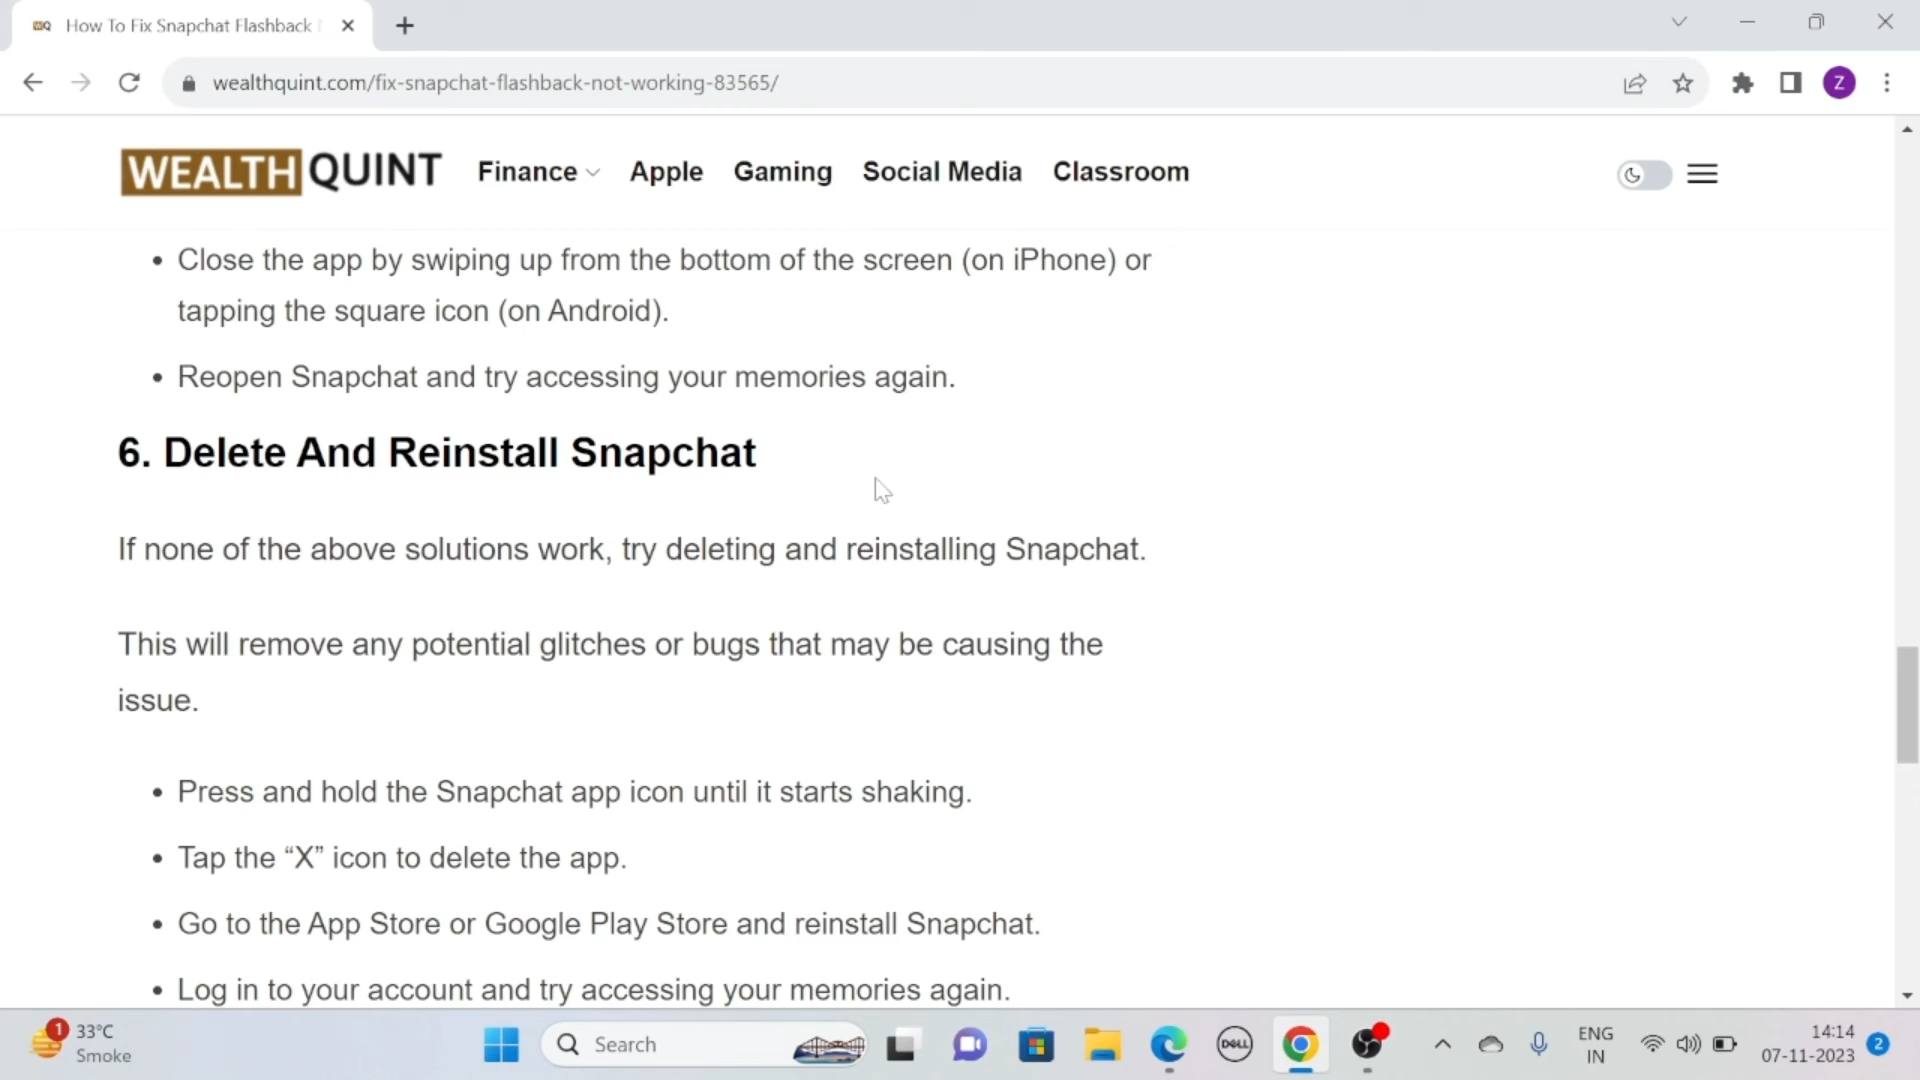 How To Fix Snapchat Flashback
wealthquint.com/fix-snapchat-flashback-not-working-83565/
Z
WEALTH QUINT Finance Apple Gaming Social Media Classroom
• Close the app by swiping up from the bottom of the screen (on iPhone) or
tapping the square icon (on Android).
• Reopen Snapchat and try accessing your memories again.
6. Delete And Reinstall Snapchat
If none of the above solutions work, try deleting and reinstalling Snapchat.
This will remove any potential glitches or bugs that may be causing the
issue.
• Press and hold the Snapchat app icon until it starts shaking.
• Tap the “X” icon to delete the app.
• Go to the App Store or Google Play Store and reinstall Snapchat.
• Log in to your account and try accessing your memories again.
1
33°C
Smoke
Search
DELL
ENG
IN
14:14
07-11-2023
2